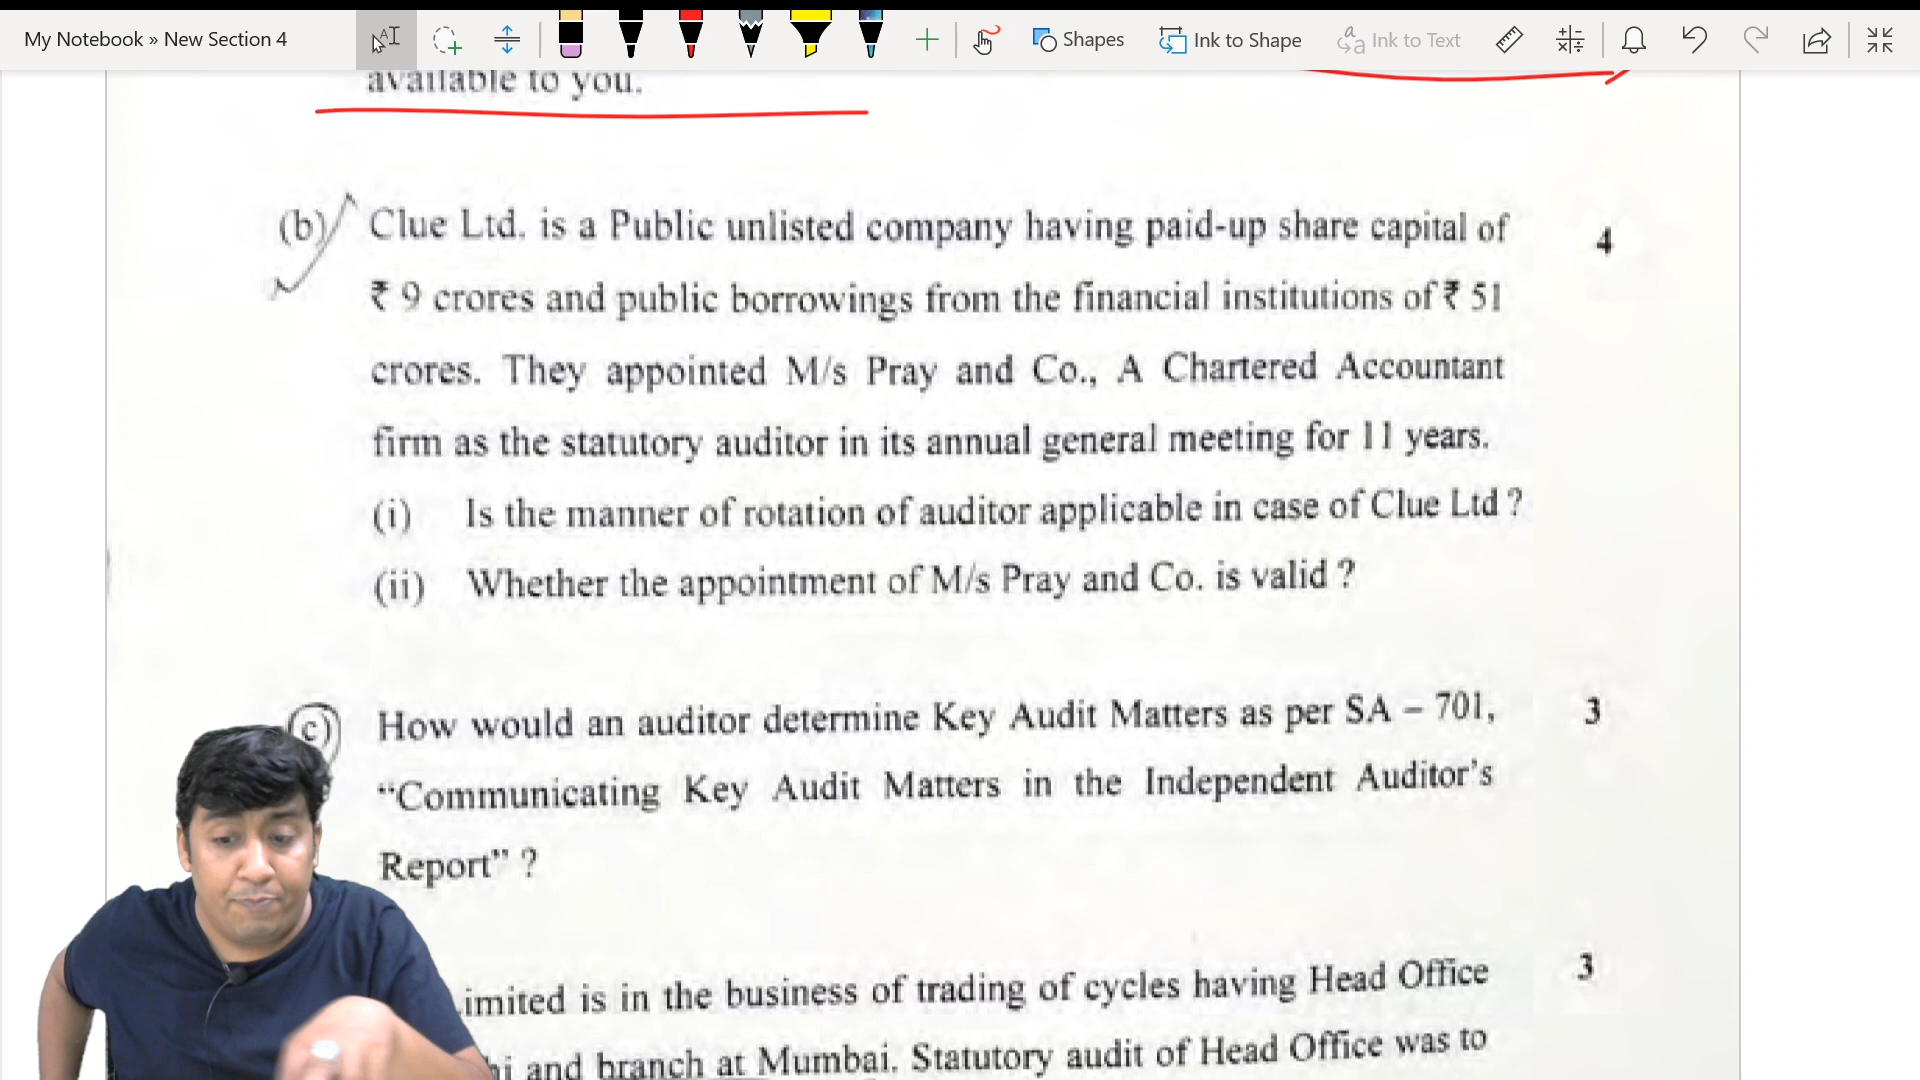 My Notebook » New Section 4
Shapes
Ink to Shape
Ink to Text
available to you.
(b) Clue Ltd. is a Public unlisted company having paid-up share capital of 4
₹ 9 crores and public borrowings from the financial institutions of ₹ 51
crores. They appointed M/s Pray and Co., A Chartered Accountant
firm as the statutory auditor in its annual general meeting for 11 years.
(i) Is the manner of rotation of auditor applicable in case of Clue Ltd ?
(ii) Whether the appointment of M/s Pray and Co. is valid ?
(c) How would an auditor determine Key Audit Matters as per SA – 701, 3
“Communicating Key Audit Matters in the Independent Auditor’s
Report” ?
imited is in the business of trading of cycles having Head Office 3
and branch at Mumbai. Statutory audit of Head Office was to